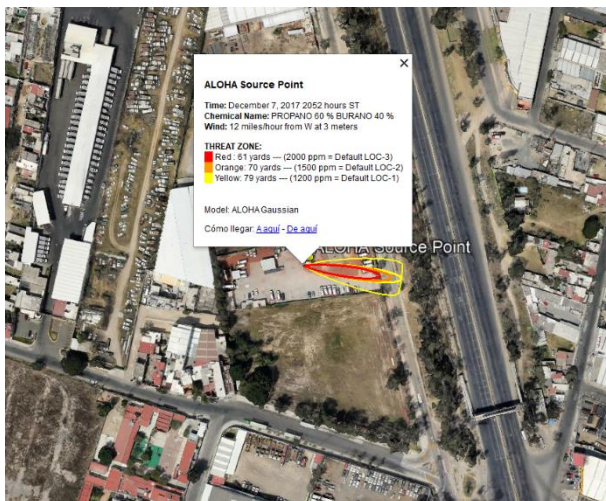 ALOHA Source Point
Time: December 7, 2017 2052 hours ST
Chemical Name: PROPANO 60 % BURANO 40 %
Wind: 12 miles/hour from W at 3 meters
THREAT ZONE:
Red : 61 yards --- (2000 ppm = Default LOC-3)
Orange: 70 yards --- (1500 ppm = Default LOC-2)
Yellow: 79 yards --- (1200 ppm = Default LOC-1)
Model: ALOHA Gaussian
Cómo llegar: A aquí - De aquí
ALOHA Source Point